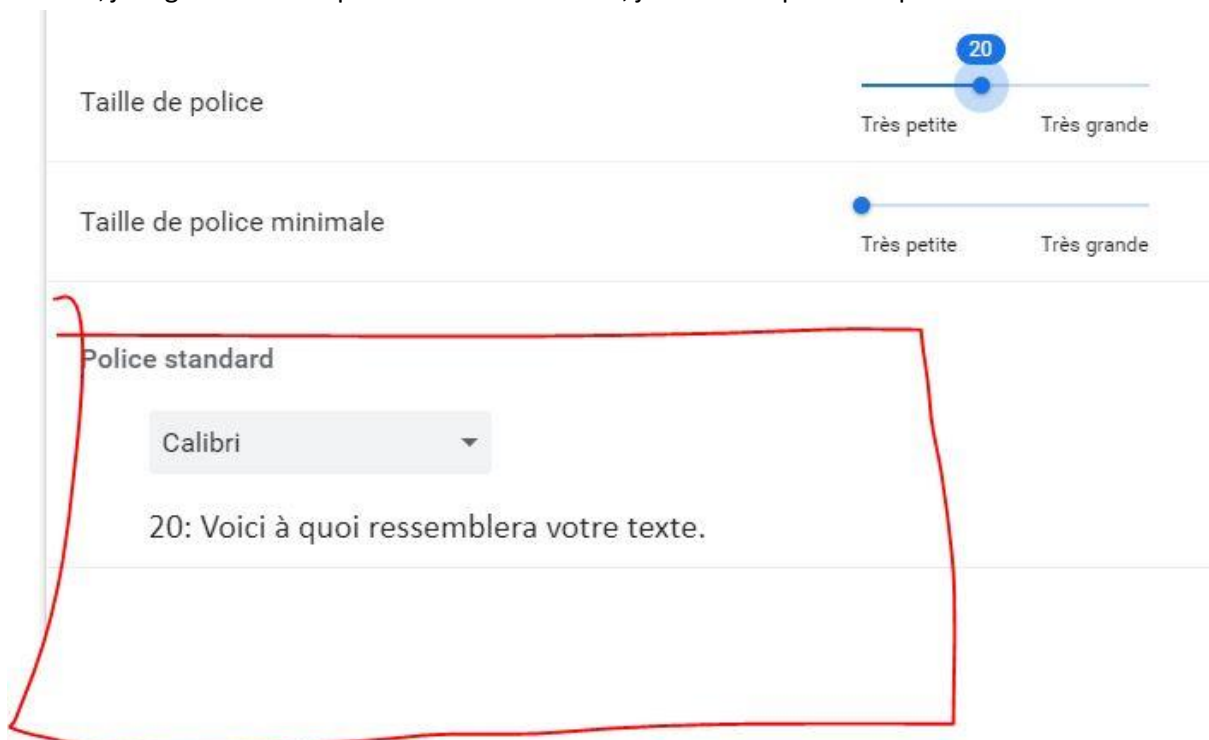 20
Taille de police
Très petite Très grande
Taille de police minimale
Très petite Très grande
Police standard
Calibri
20: Voici à quoi ressemblera votre texte.